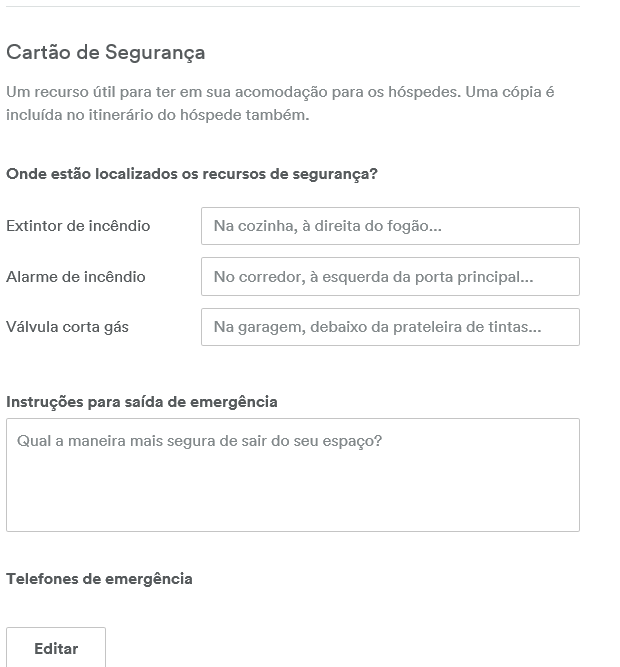 Cartão de Segurança
Um recurso útil para ter em sua acomodação para os hóspedes. Uma cópia é
incluída no itinerário do hóspede também.
Onde estão localizados os recursos de segurança?
Extintor de incêndio
Na cozinha, à direita do fogão...
Alarme de incêndio
No corredor, à esquerda da porta principal...
Válvula corta gás
Na garagem, debaixo da prateleira de tintas...
Instruções para saída de emergência
Qual a maneira mais segura de sair do seu espaço?
Telefones de emergência
Editar